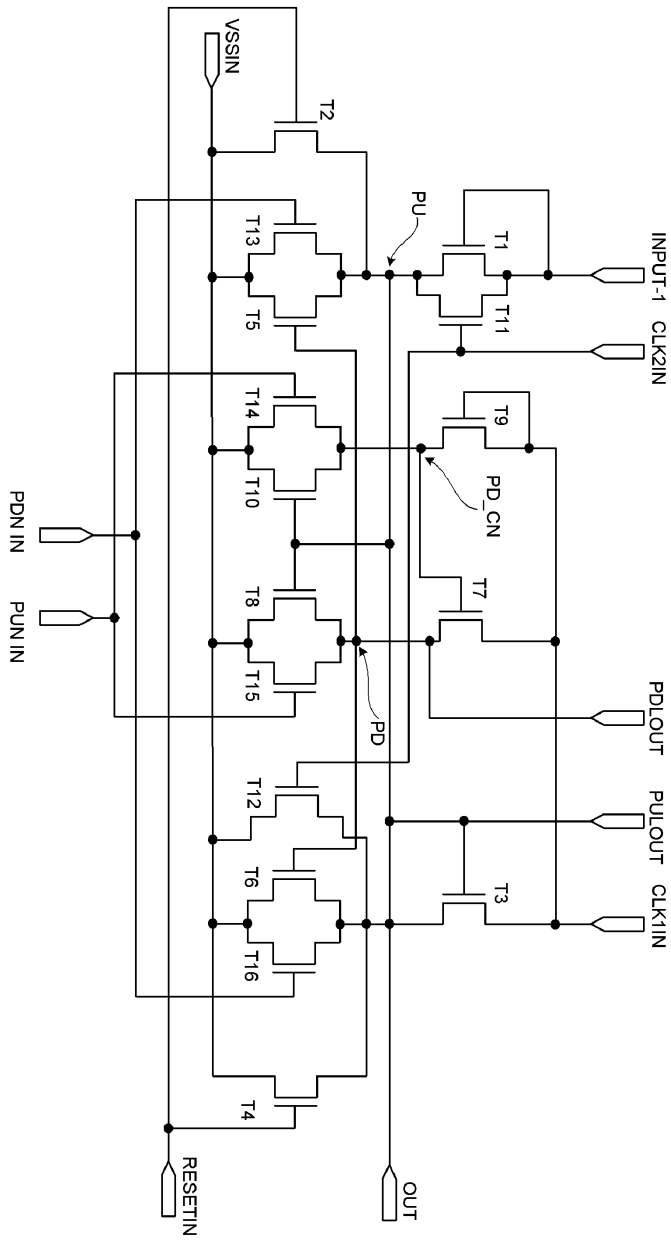 INPUT-1
CLK2IN
PDLOUT
PULOUT
CLK1IN
T1
T11
T9
T7
T3
PU
PD_CN
PD
OUT
T2
T13
T5
T14
T10
T8
T15
T12
T6
T16
T4
VSSIN
RESETIN
PDN IN
PUN IN